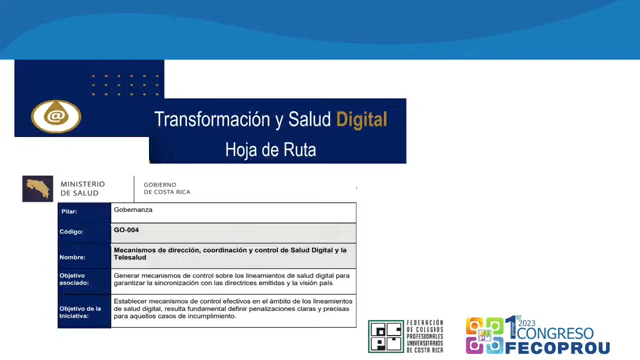 @
Transformación y Salud Digital
Hoja de Ruta
MINISTERIO
DE SALUD
GOBIERNO
DE COSTA RICA
Pilar:
Gobernanza
Código:
GO-004
Nombre:
Mecanismos de dirección, coordinación y control de Salud Digital y la
Telesalud
Objetivo
asociado:
Generar mecanismos de control sobre los lineamientos de salud digital para
garantizar la sincronización con las directrices emitidas y la visión país
Objetivo de la
Iniciativa:
Establecer mecanismos de control efectivos en el ámbito de los lineamientos
de salud digital, resulta fundamental definir penalizaciones claras y precisas
para aquellos casos de incumplimiento.
FEDERACIÓN
DE COLEGIOS
PROFESIONALES
UNIVERSITARIOS
DE COSTA RICA
1 2023
CONGRESO
FECOPROU